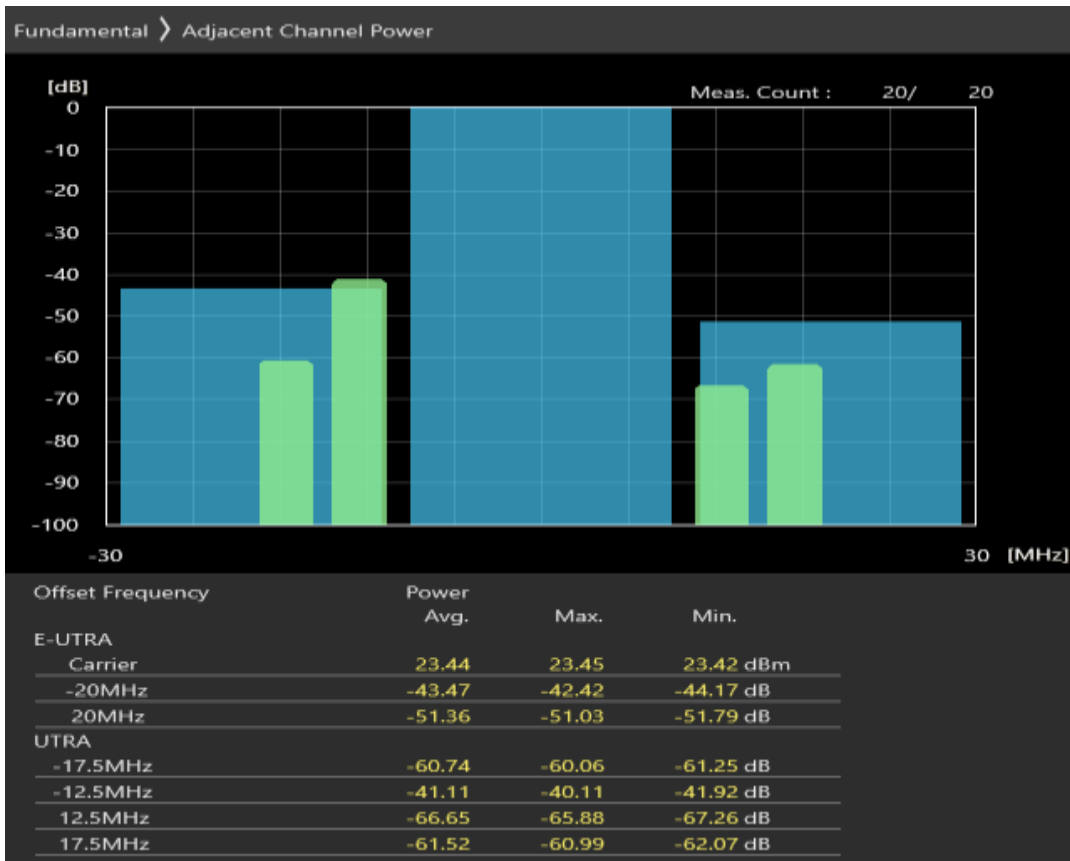 Fundamental ❯ Adjacent Channel Power
[dB]
Meas. Count : 20/ 20
0
-10
-20
-30
-40
-50
-60
-70
-80
-90
-100
-30 30 [MHz]
Offset Frequency Power
Avg. Max. Min.
E-UTRA
Carrier 23.44 23.45 23.42 dBm
-20MHz -43.47 -42.42 -44.17 dB
20MHz -51.36 -51.03 -51.79 dB
UTRA
-17.5MHz -60.74 -60.06 -61.25 dB
-12.5MHz -41.11 -40.11 -41.92 dB
12.5MHz -66.65 -65.88 -67.26 dB
17.5MHz -61.52 -60.99 -62.07 dB